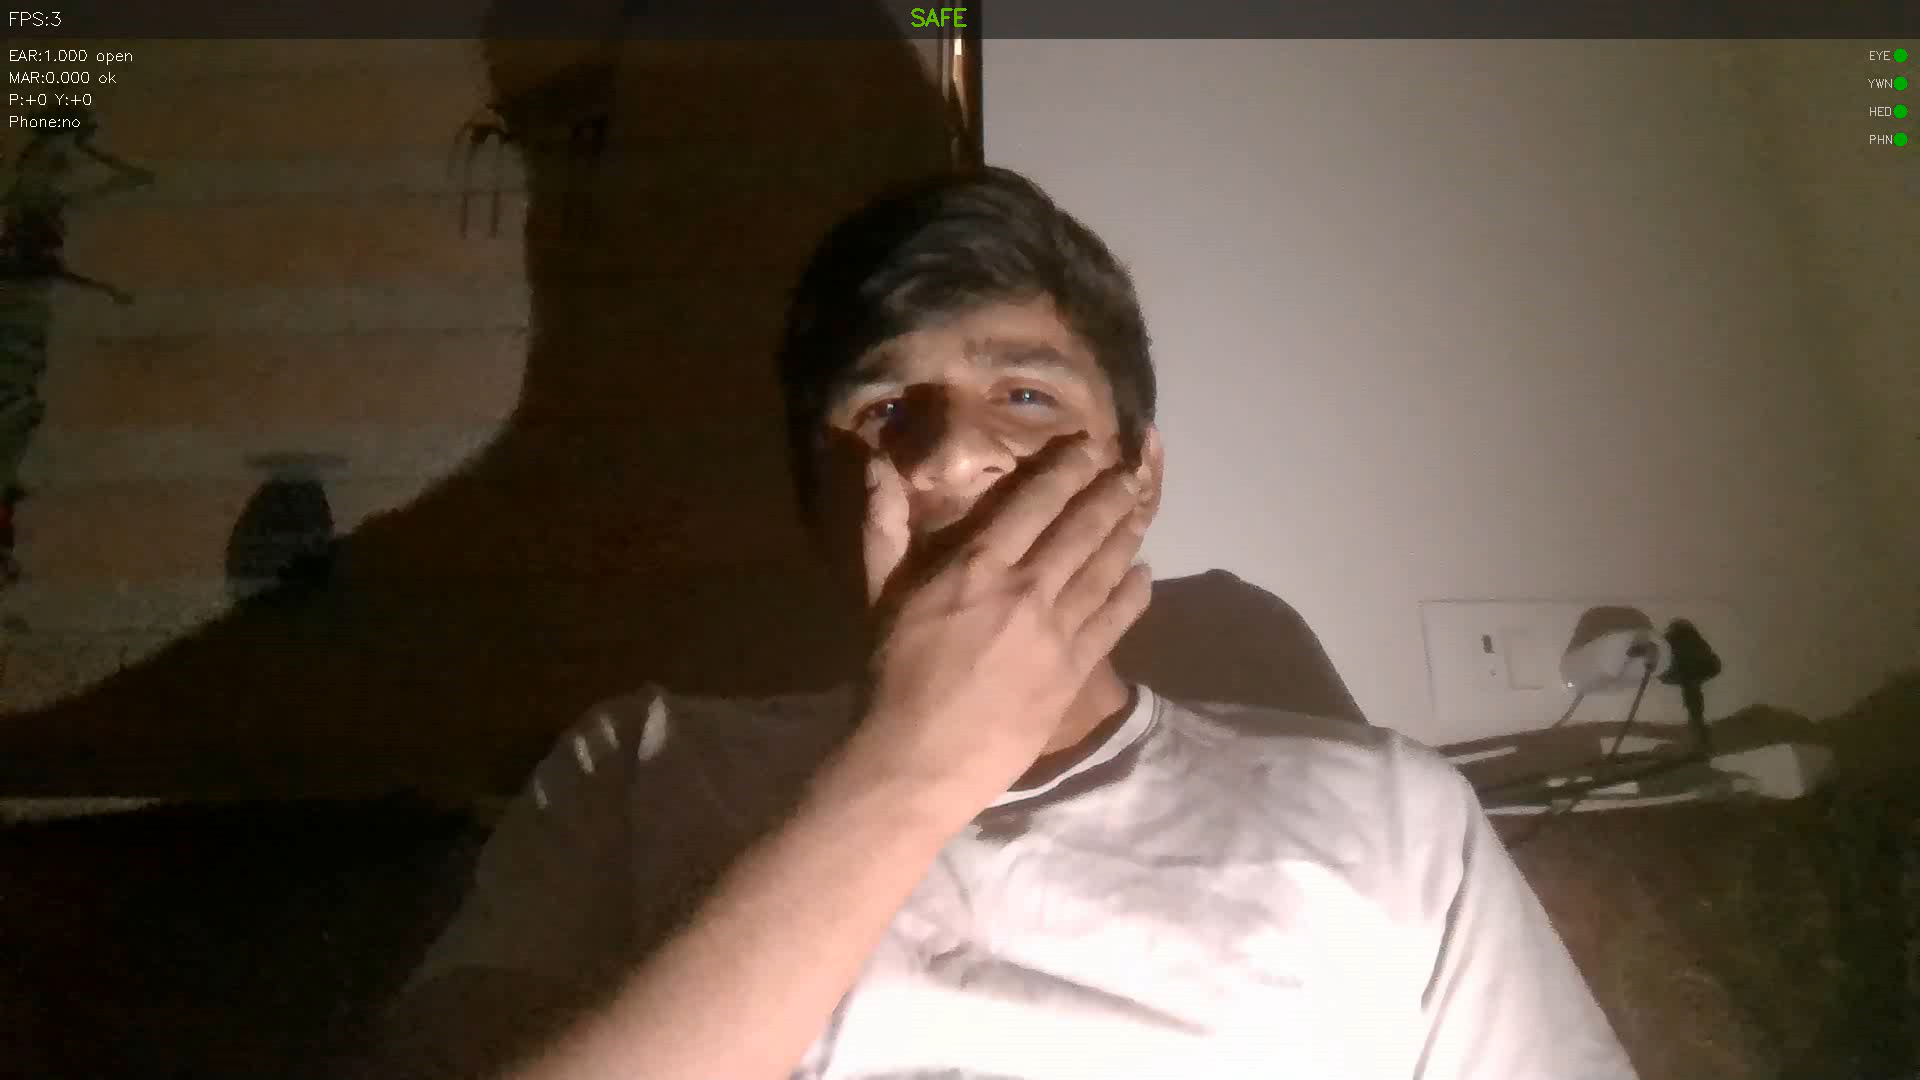 FPS:3
SAFE
EAR:1.000 open
MAR:0.000 ok
P:+0 Y:+0
Phone:no
EYE
YWN
HED
PHN